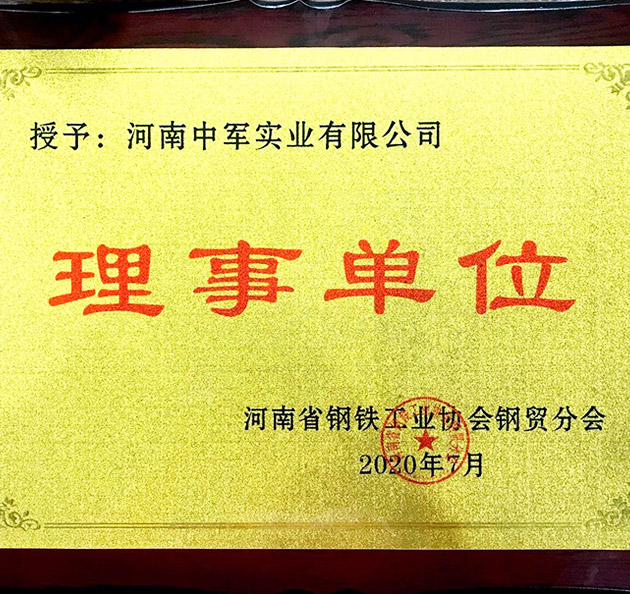 授予：河南中军实业有限公司
理事单位
河南省钢铁工业协会钢贸分会
2020年7月